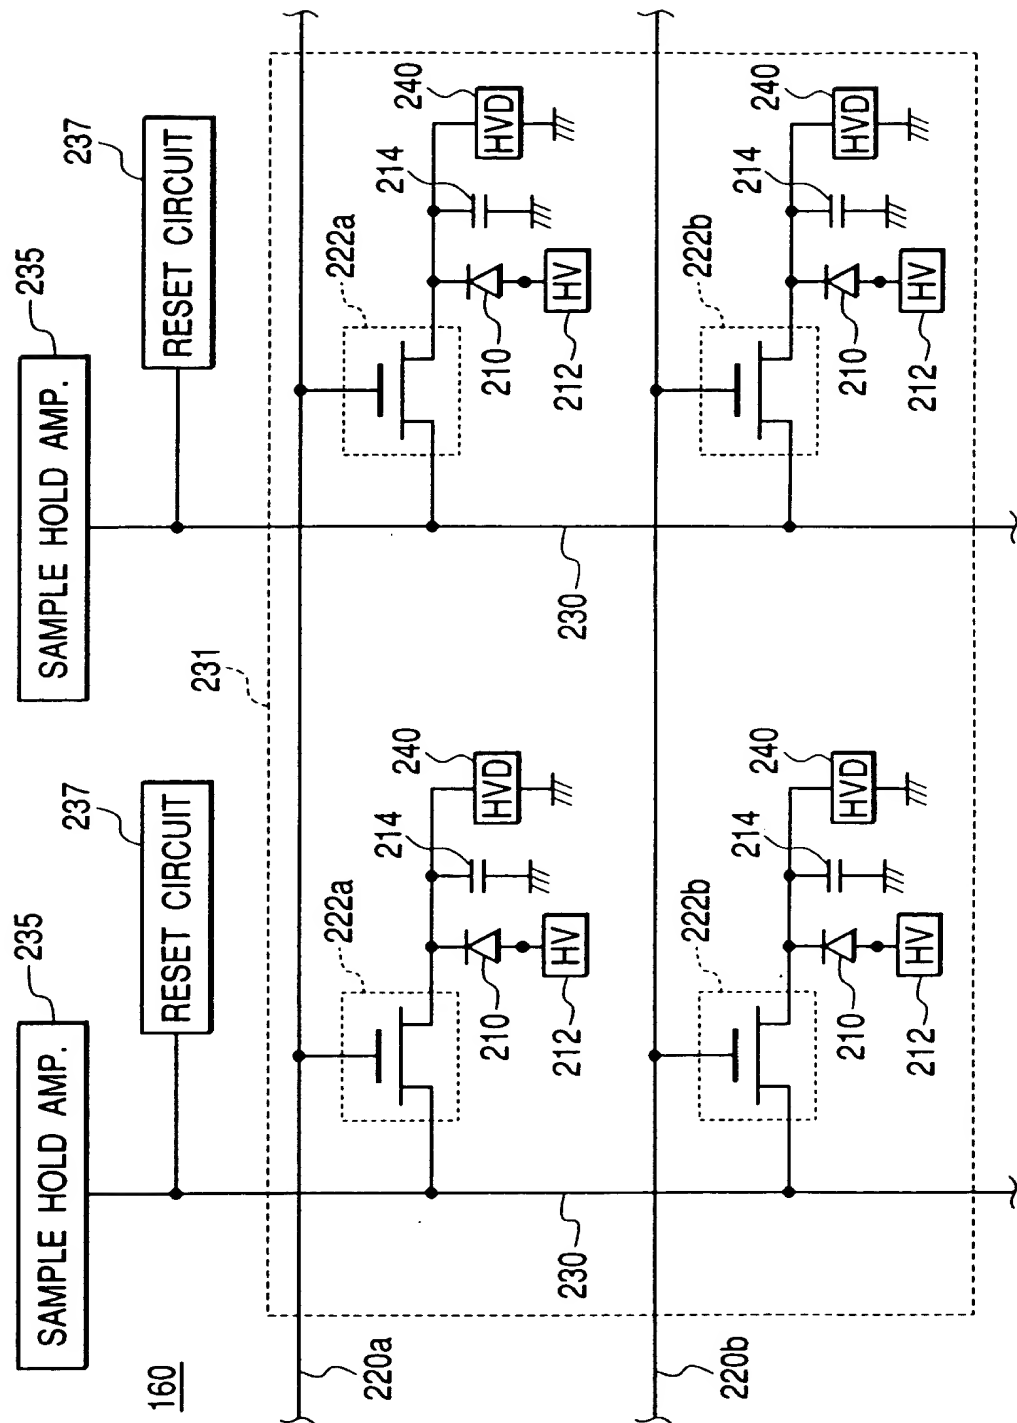 160
SAMPLE HOLD AMP.
235
SAMPLE HOLD AMP.
235
RESET CIRCUIT
237
RESET CIRCUIT
237
231
220a
222a
214
240
222a
214
240
210
HVD
210
HVD
212
HV
212
HV
230
230
220b
222b
214
240
222b
214
240
210
HVD
210
HVD
212
HV
212
HV